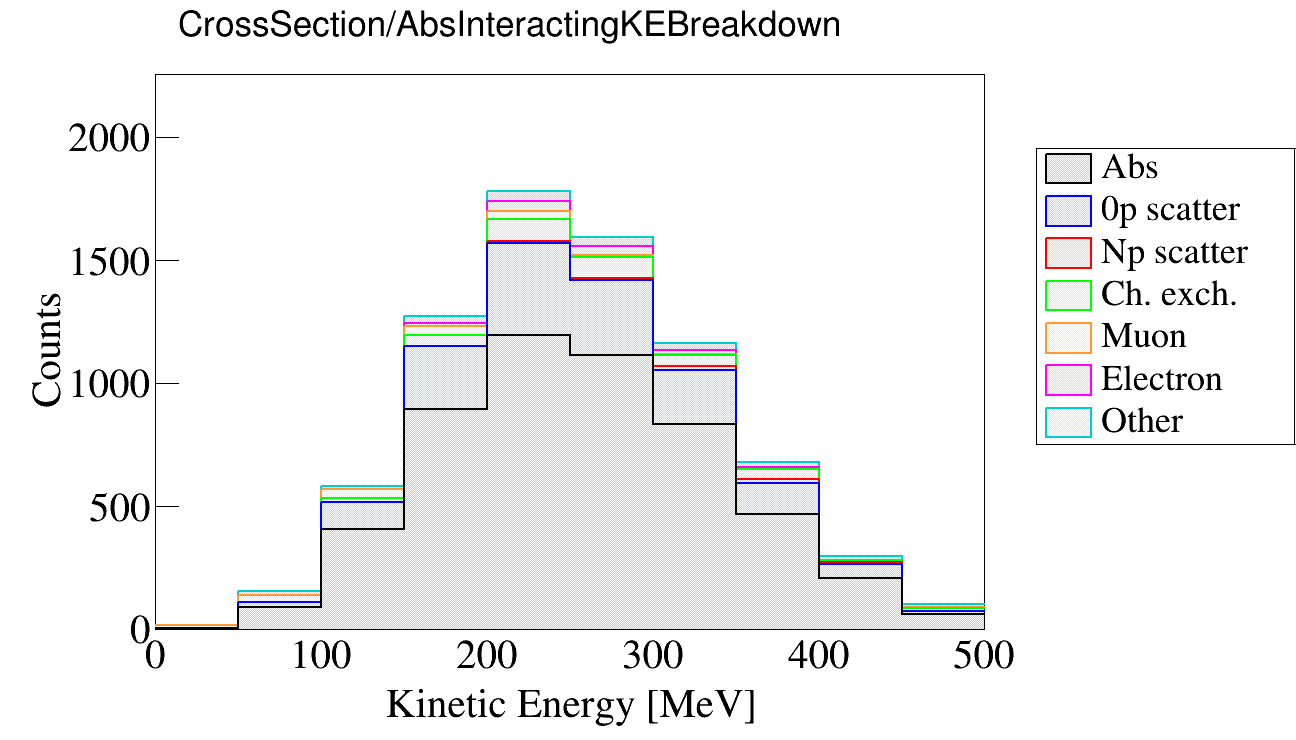 CrossSection/AbsInteractingKEBreakdown
2000
1500
1000
500
0
Counts
0 100 200 300 400 500
Kinetic Energy [MeV]
Abs
0p scatter
Np scatter
Ch. exch.
Muon
Electron
Other